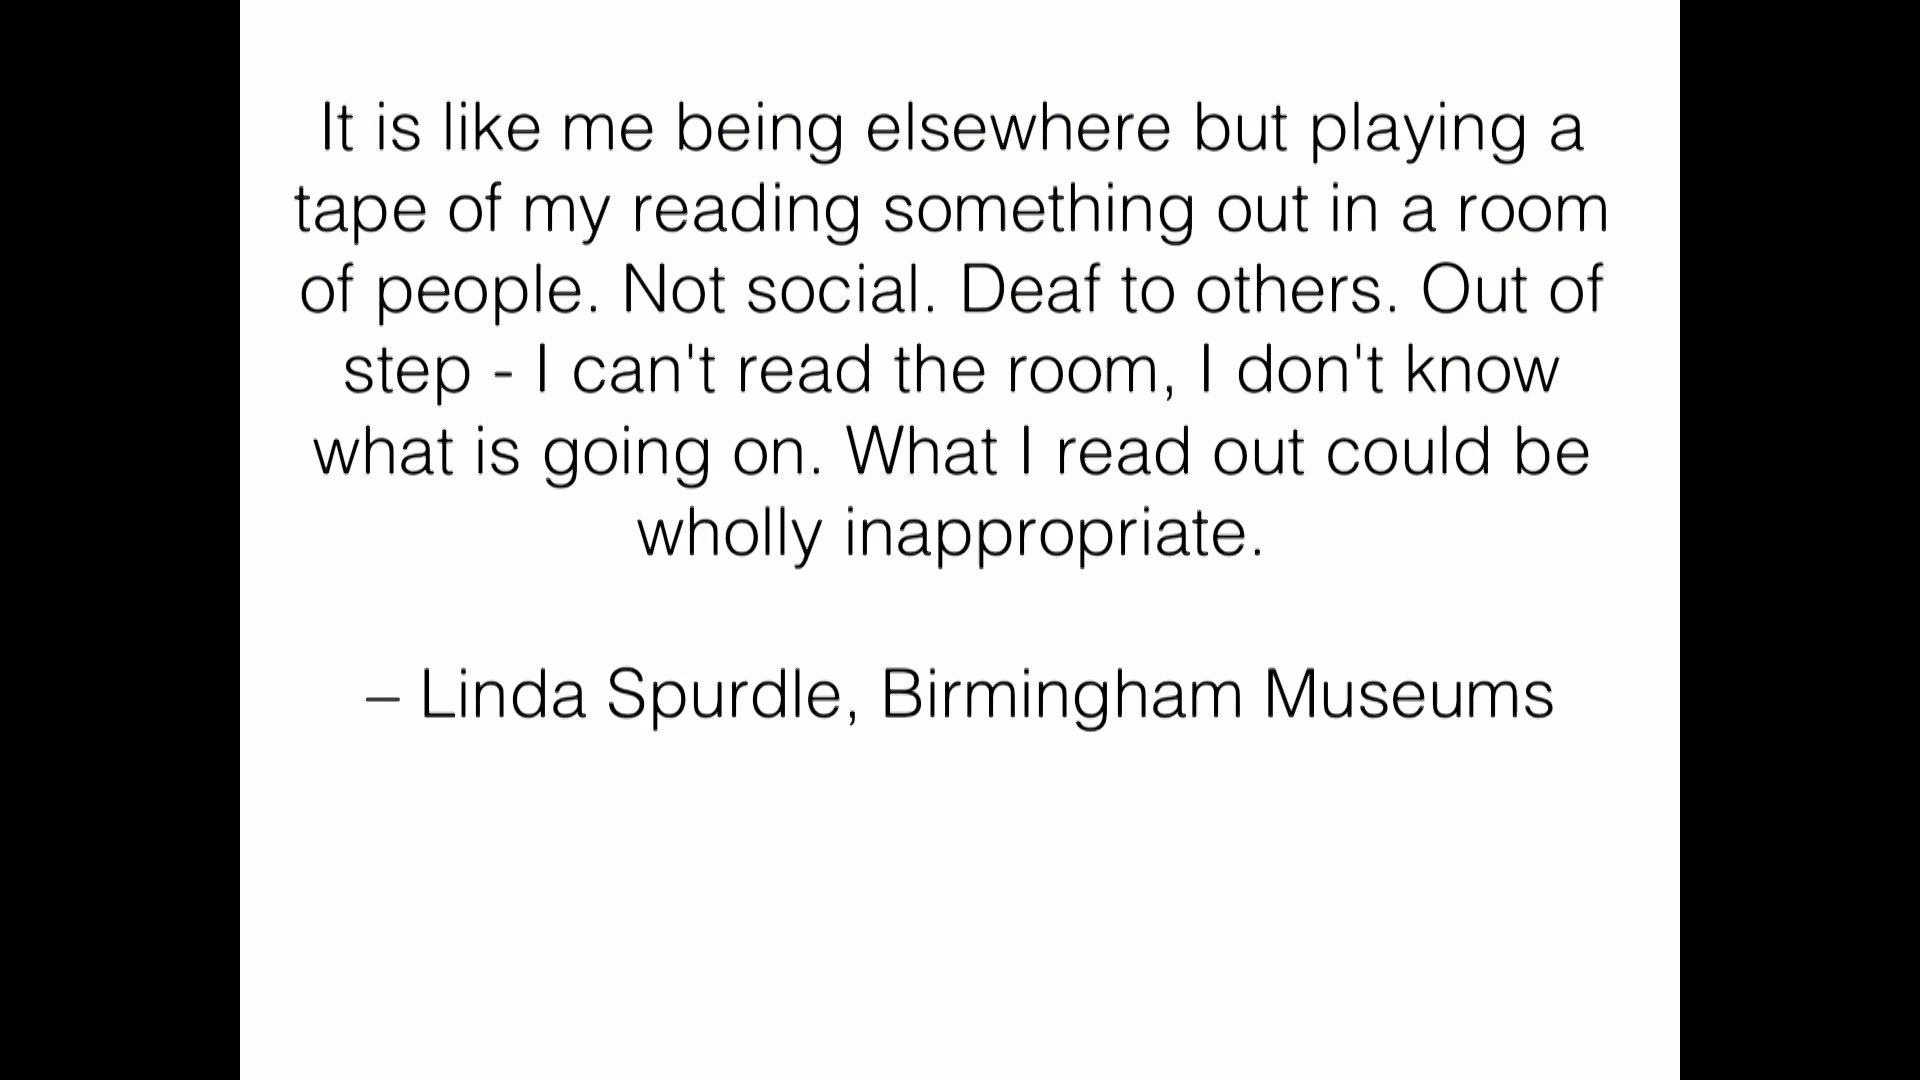 It is like me being elsewhere but playing a
tape of my reading something out in a room
of people. Not social. Deaf to others. Out of
step - I can't read the room, I don't know
what is going on. What I read out could be
wholly inappropriate.
– Linda Spurdle, Birmingham Museums